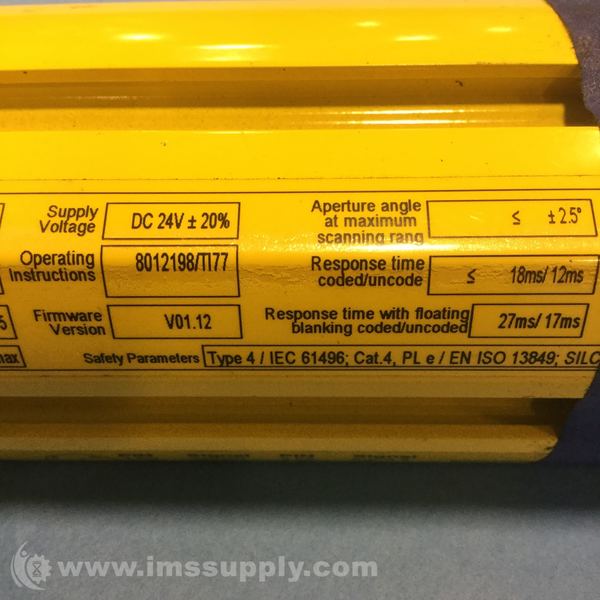 Supply Voltage DC 24V ± 20%
Aperture angle at maximum scanning rang ≤ ± 2.5°
Operating Instructions 8012198/TI77
Response time coded/uncode ≤ 18ms/ 12ms
5 Firmware Version V01.12
Response time with floating blanking coded/uncoded 27ms/ 17ms
max Safety Parameters Type 4 / IEC 61496; Cat.4, PL e / EN ISO 13849; SILC
www.imssupply.com